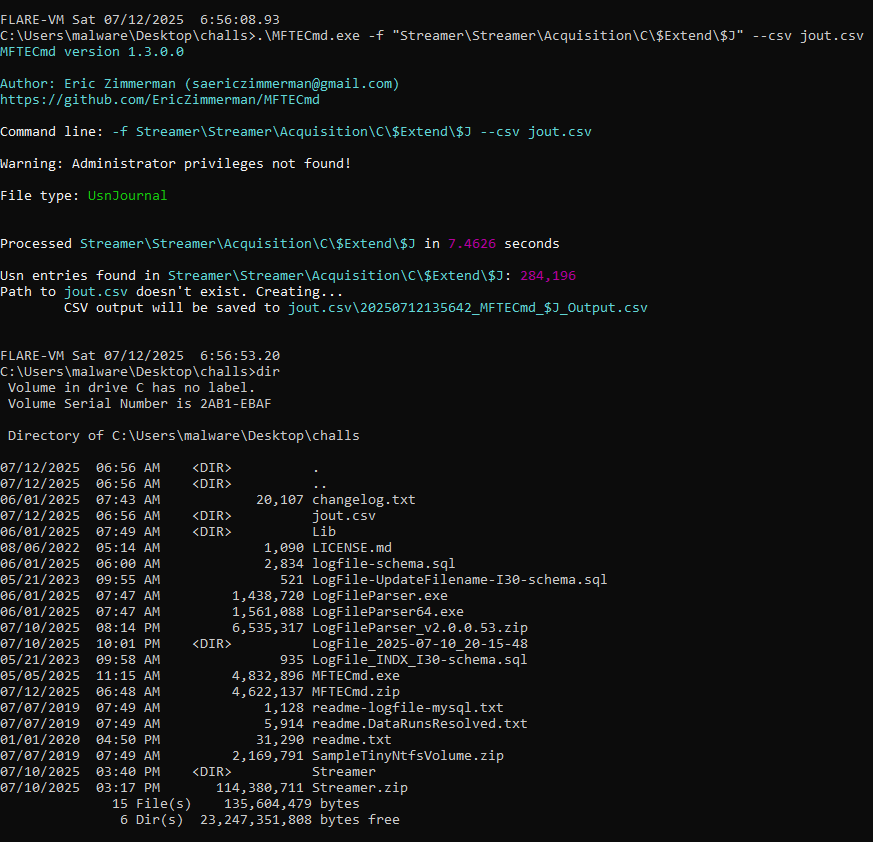 FLARE-VM Sat 07/12/2025  6:56:08.93
C:\Users\malware\Desktop\challs>.\MFTECmd.exe -f "Streamer\Streamer\Acquisition\C\$Extend\$J" --csv jout.csv
MFTECmd version 1.3.0.0
Author: Eric Zimmerman (saericzimmerman@gmail.com)
https://github.com/EricZimmerman/MFTECmd
Command line: -f Streamer\Streamer\Acquisition\C\$Extend\$J --csv jout.csv
Warning: Administrator privileges not found!
File type: UsnJournal
Processed Streamer\Streamer\Acquisition\C\$Extend\$J in 7.4626 seconds
Usn entries found in Streamer\Streamer\Acquisition\C\$Extend\$J: 284,196
Path to jout.csv doesn't exist. Creating...
        CSV output will be saved to jout.csv\20250712135642_MFTECmd_$J_Output.csv
FLARE-VM Sat 07/12/2025  6:56:53.20
C:\Users\malware\Desktop\challs>dir
 Volume in drive C has no label.
 Volume Serial Number is 2AB1-EBAF
 Directory of C:\Users\malware\Desktop\challs
07/12/2025  06:56 AM    <DIR>          .
07/12/2025  06:56 AM    <DIR>          ..
06/01/2025  07:43 AM            20,107 changelog.txt
07/12/2025  06:56 AM    <DIR>          jout.csv
06/01/2025  07:49 AM    <DIR>          Lib
08/06/2022  05:14 AM             1,090 LICENSE.md
06/01/2025  06:00 AM             2,834 logfile-schema.sql
05/21/2023  09:55 AM               521 LogFile-UpdateFilename-I30-schema.sql
06/01/2025  07:47 AM         1,438,720 LogFileParser.exe
06/01/2025  07:47 AM         1,561,088 LogFileParser64.exe
07/10/2025  08:14 PM         6,535,317 LogFileParser_v2.0.0.53.zip
07/10/2025  10:01 PM    <DIR>          LogFile_2025-07-10_20-15-48
05/21/2023  09:58 AM               935 LogFile_INDX_I30-schema.sql
05/05/2025  11:15 AM         4,832,896 MFTECmd.exe
07/12/2025  06:48 AM         4,622,137 MFTECmd.zip
07/07/2019  07:49 AM             1,128 readme-logfile-mysql.txt
07/07/2019  07:49 AM             5,914 readme.DataRunsResolved.txt
01/01/2020  04:50 PM            31,290 readme.txt
07/07/2019  07:49 AM         2,169,791 SampleTinyNtfsVolume.zip
07/10/2025  03:40 PM    <DIR>          Streamer
07/10/2025  03:17 PM       114,380,711 Streamer.zip
              15 File(s)    135,604,479 bytes
               6 Dir(s)  23,247,351,808 bytes free